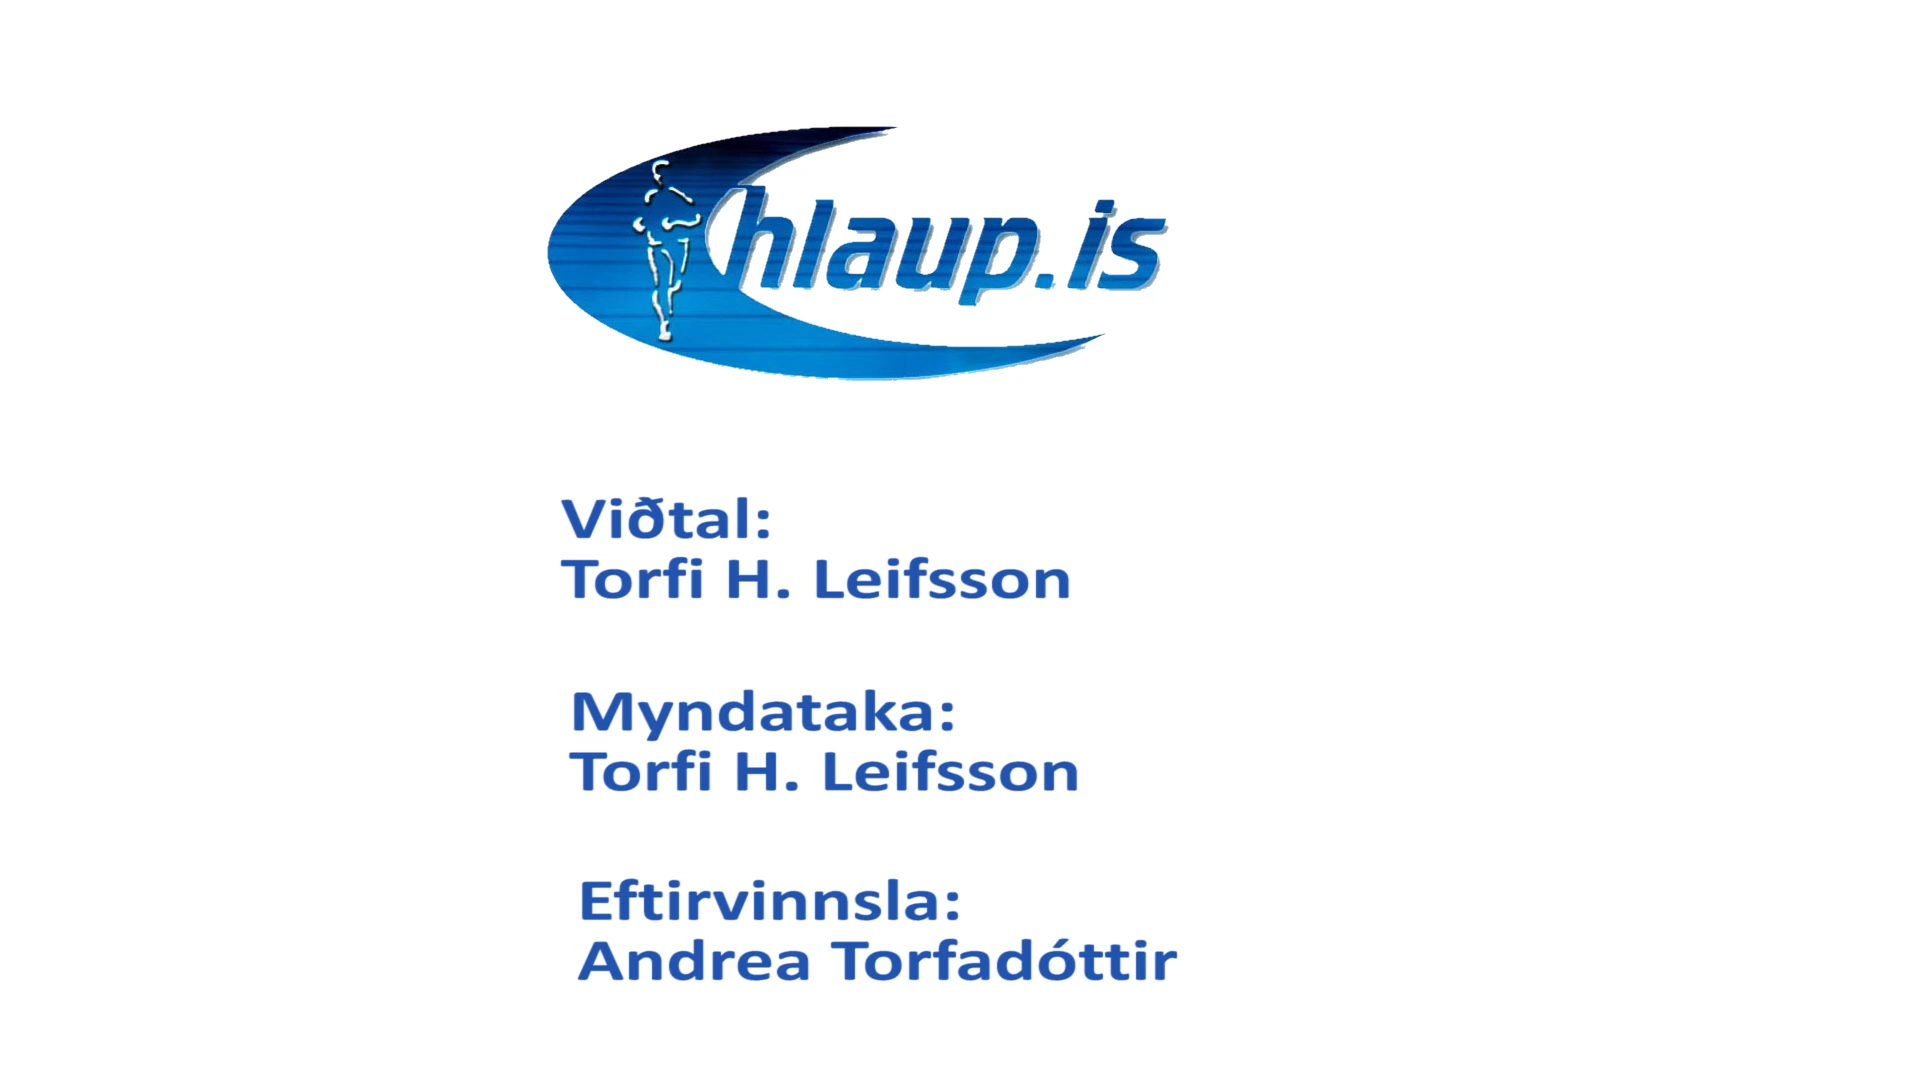 hlaup.is
Viðtal:
Torfi H. Leifsson
Myndataka:
Torfi H. Leifsson
Eftirvinnsla:
Andrea Torfadóttir